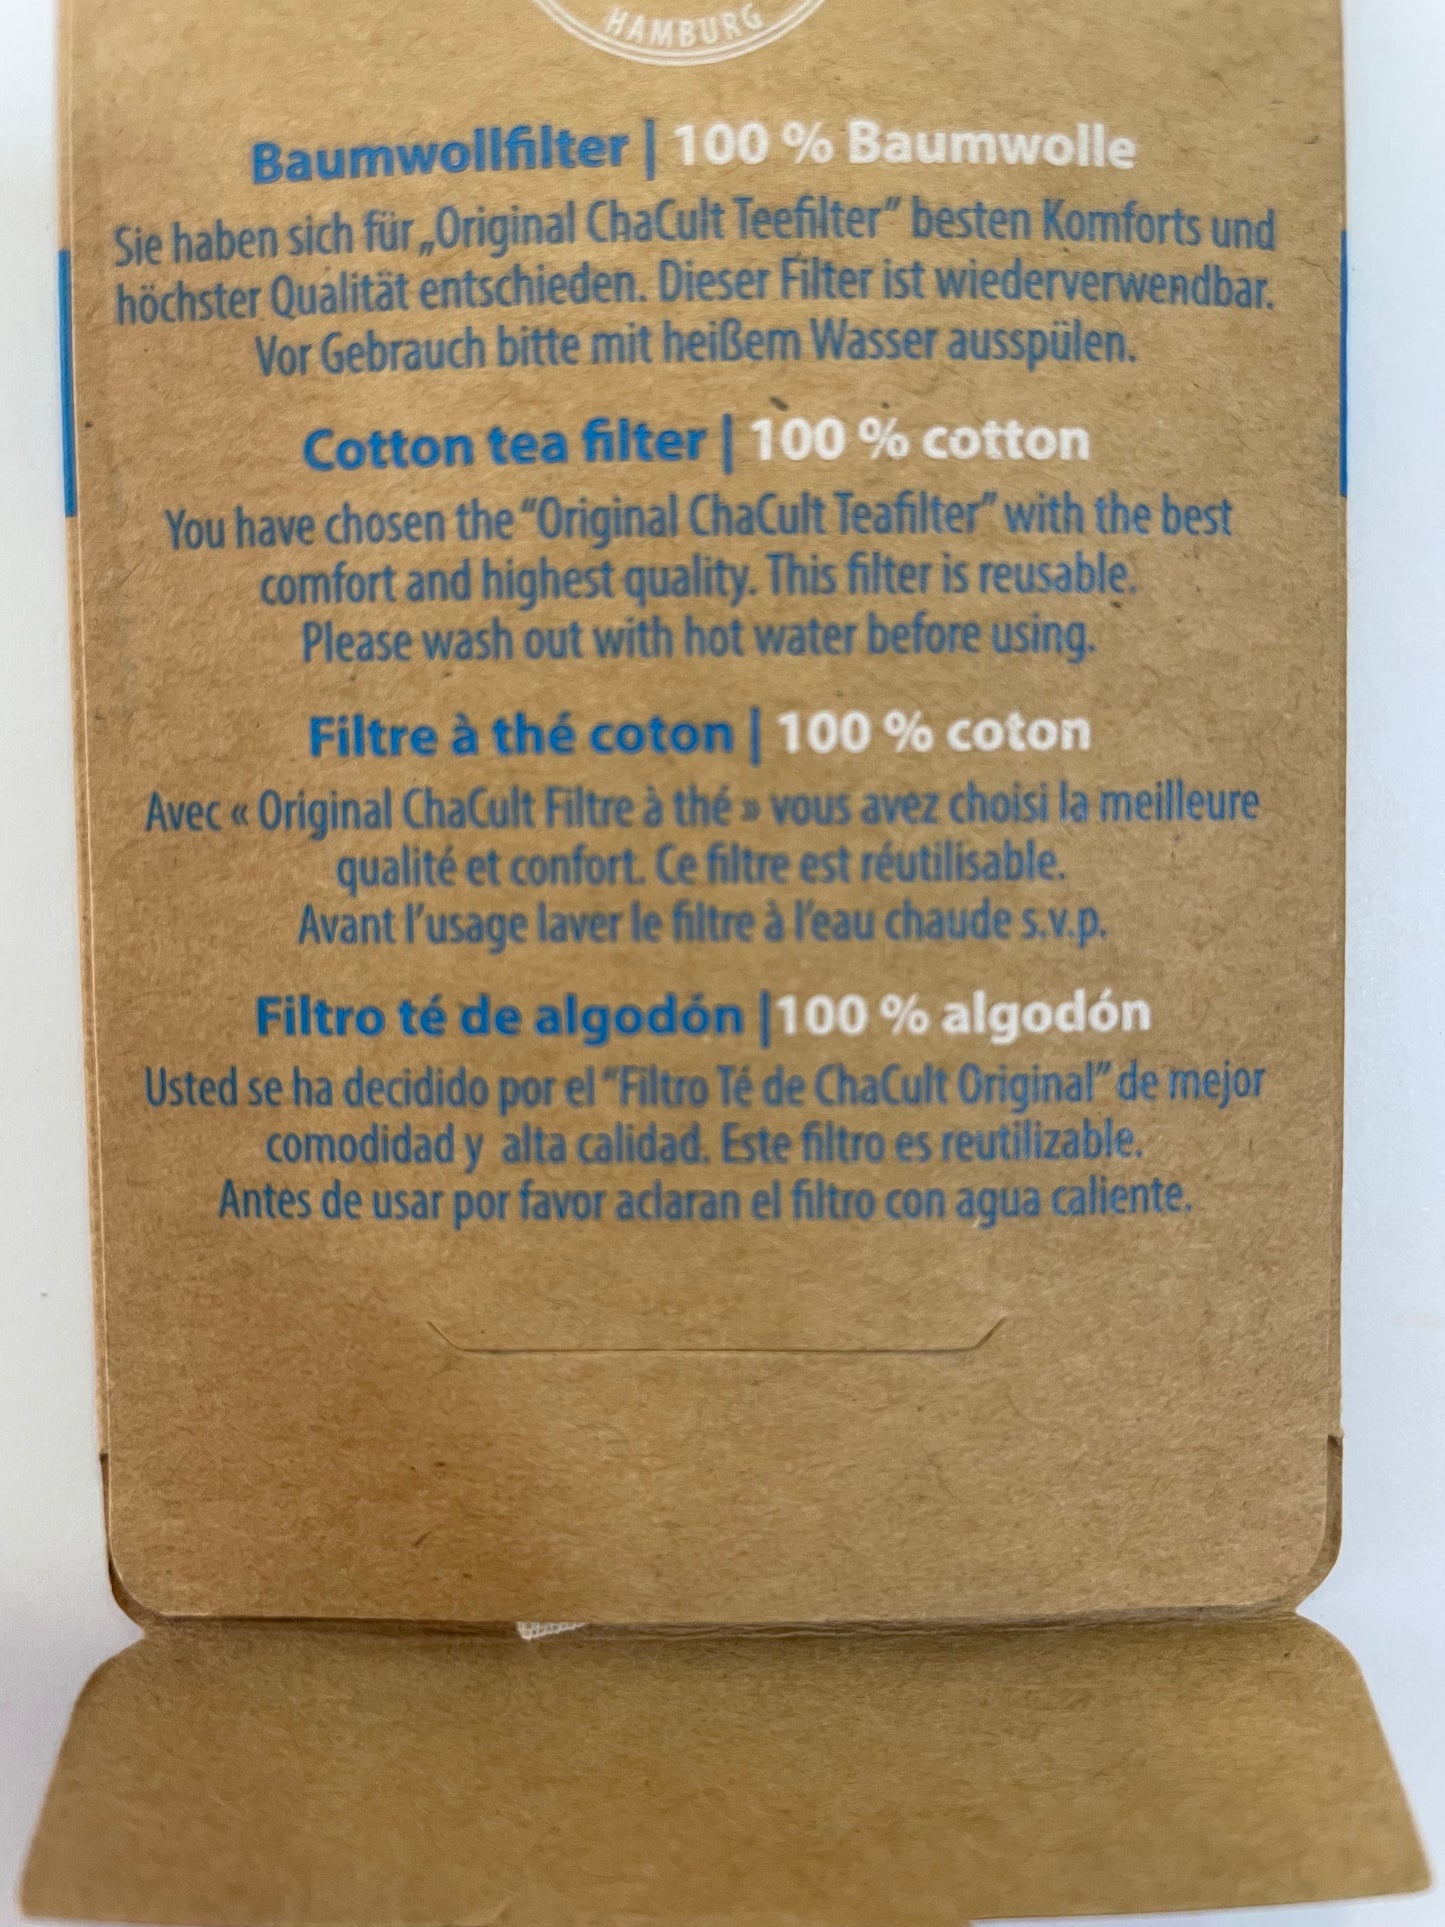 HAMBURG
Baumwollfilter | 100 % Baumwolle
Sie haben sich für „Original ChaCult Teefilter“ besten Komforts und
höchster Qualität entschieden. Dieser Filter ist wiederverwendbar.
Vor Gebrauch bitte mit heißem Wasser ausspülen.
Cotton tea filter | 100 % cotton
You have chosen the “Original ChaCult Teafilter” with the best
comfort and highest quality. This filter is reusable.
Please wash out with hot water before using.
Filtre à thé coton | 100 % coton
Avec « Original ChaCult Filtre à thé » vous avez choisi la meilleure
qualité et confort. Ce filtre est réutilisable.
Avant l’usage laver le filtre à l’eau chaude s.v.p.
Filtro té de algodón |100 % algodón
Usted se ha decidido por el “Filtro Té de ChaCult Original” de mejor
comodidad y alta calidad. Este filtro es reutilizable.
Antes de usar por favor aclaran el filtro con agua caliente.